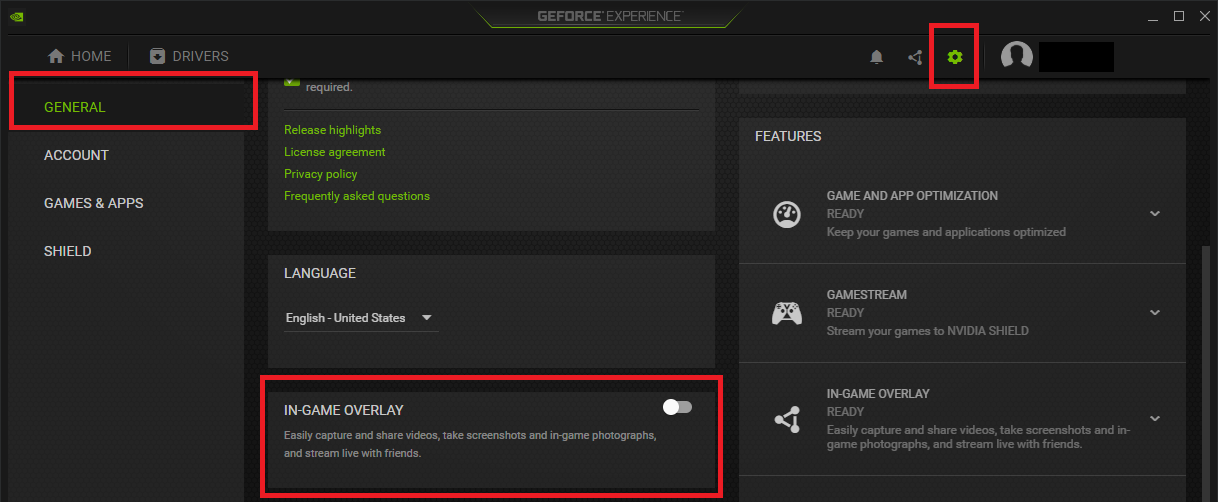 GEFORCE® EXPERIENCE™
HOME
DRIVERS
GENERAL
ACCOUNT
GAMES & APPS
SHIELD
required.
Release highlights
License agreement
Privacy policy
Frequently asked questions
LANGUAGE
English - United States
IN-GAME OVERLAY
Easily capture and share videos, take screenshots and in-game photographs,
and stream live with friends.
FEATURES
GAME AND APP OPTIMIZATION
READY
Keep your games and applications optimized
GAMESTREAM
READY
Stream your games to NVIDIA SHIELD
IN-GAME OVERLAY
READY
Easily capture and share videos, take screenshots and in-
game photographs, and stream live with friends.